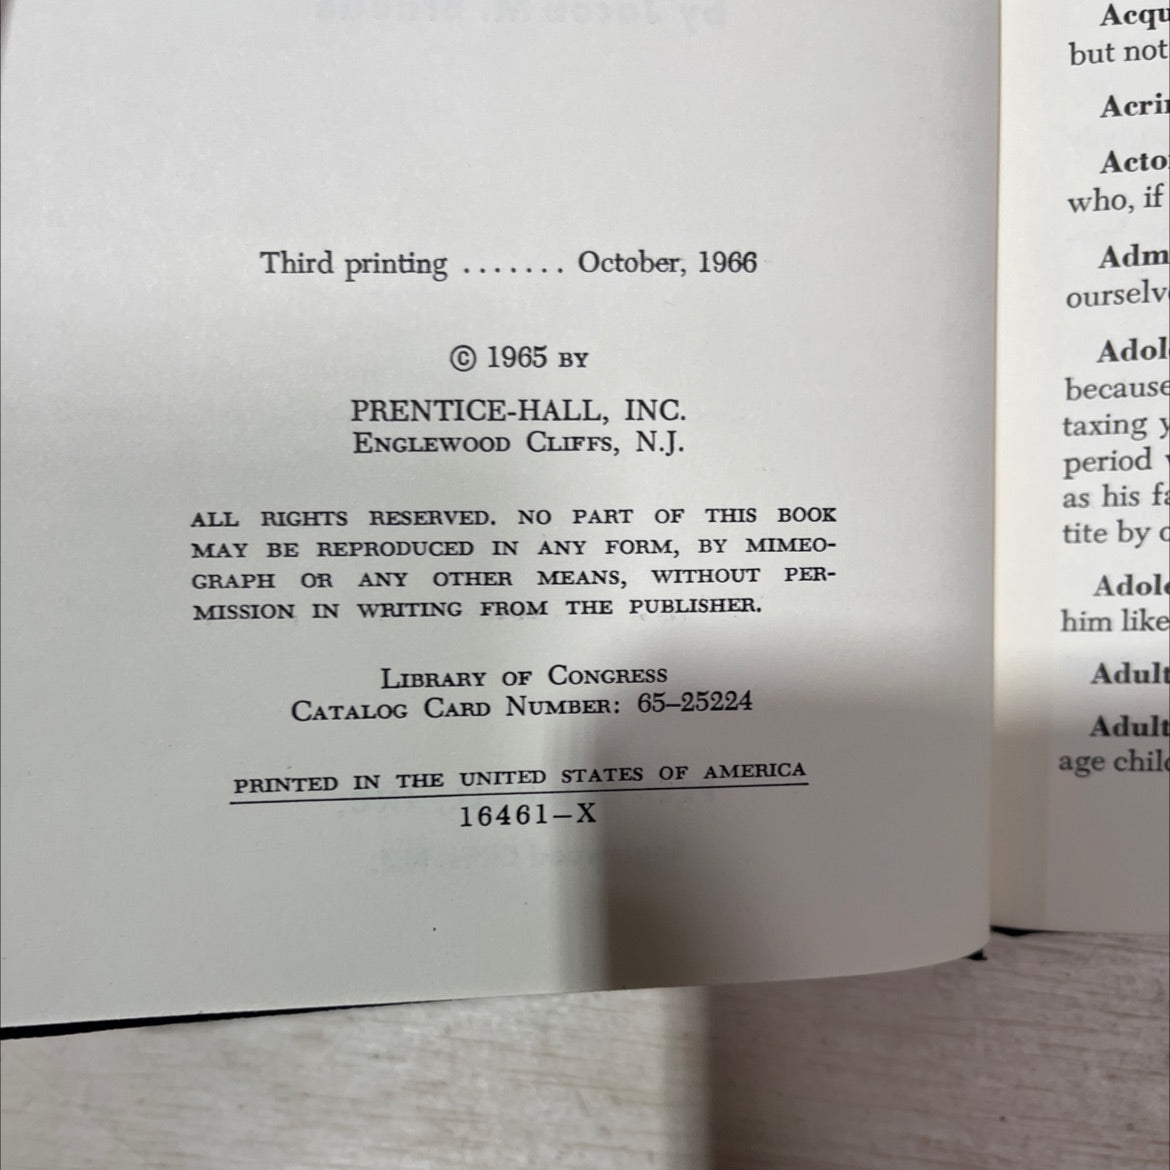 Third printing ....... October, 1966
© 1965 BY
PRENTICE-HALL, INC.
ENGLEWOOD CLIFFS, N.J.
ALL RIGHTS RESERVED. NO PART OF THIS BOOK
MAY BE REPRODUCED IN ANY FORM, BY MIMEO-
GRAPH OR ANY OTHER MEANS, WITHOUT PER-
MISSION IN WRITING FROM THE PUBLISHER.
LIBRARY OF CONGRESS
CATALOG CARD NUMBER: 65–25224
PRINTED IN THE UNITED STATES OF AMERICA
16461–X
but not
who, if
because
taxing
period
as his
tite by
him like
age